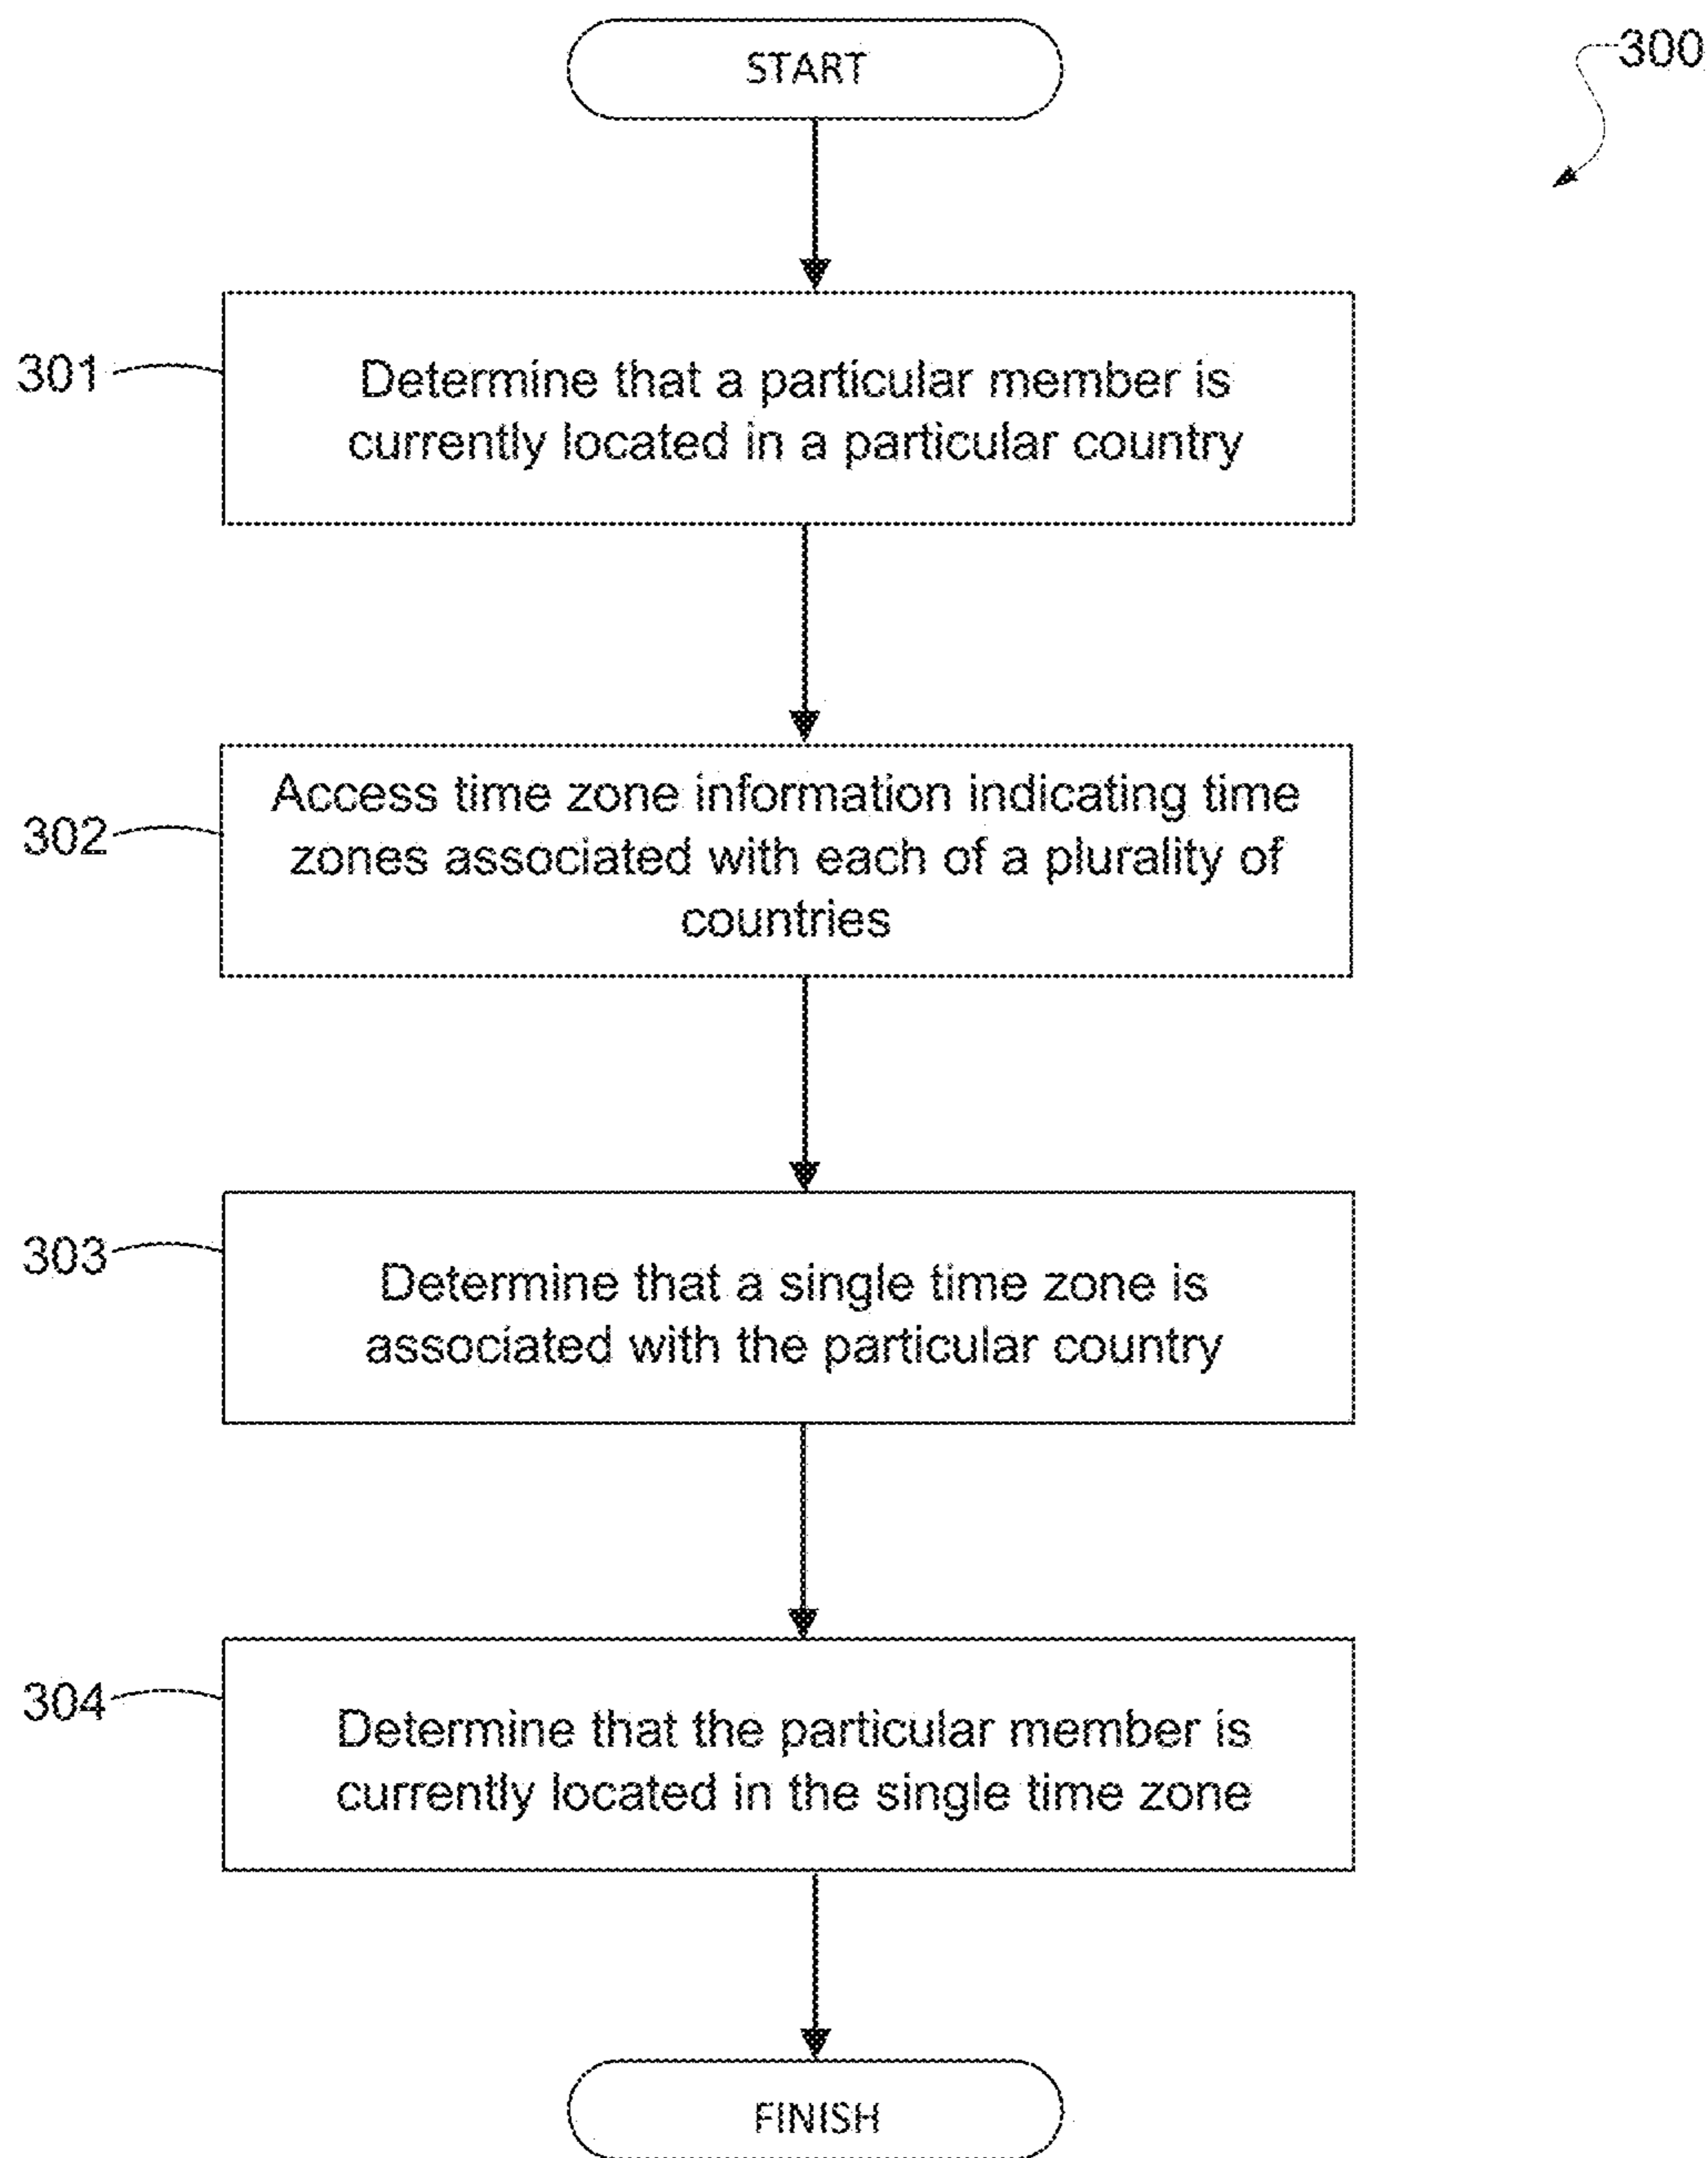 START
300
301
Determine that a particular member is
currently located in a particular country
302
Access time zone information indicating time
zones associated with each of a plurality of
countries
303
Determine that a single time zone is
associated with the particular country
304
Determine that the particular member is
currently located in the single time zone
FINISH